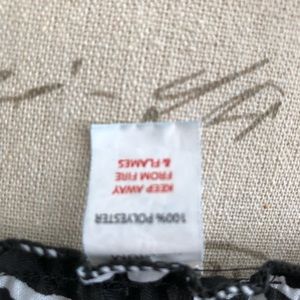 100% POLYESTER
KEEP AWAY
FROM FIRE
& FLAMES